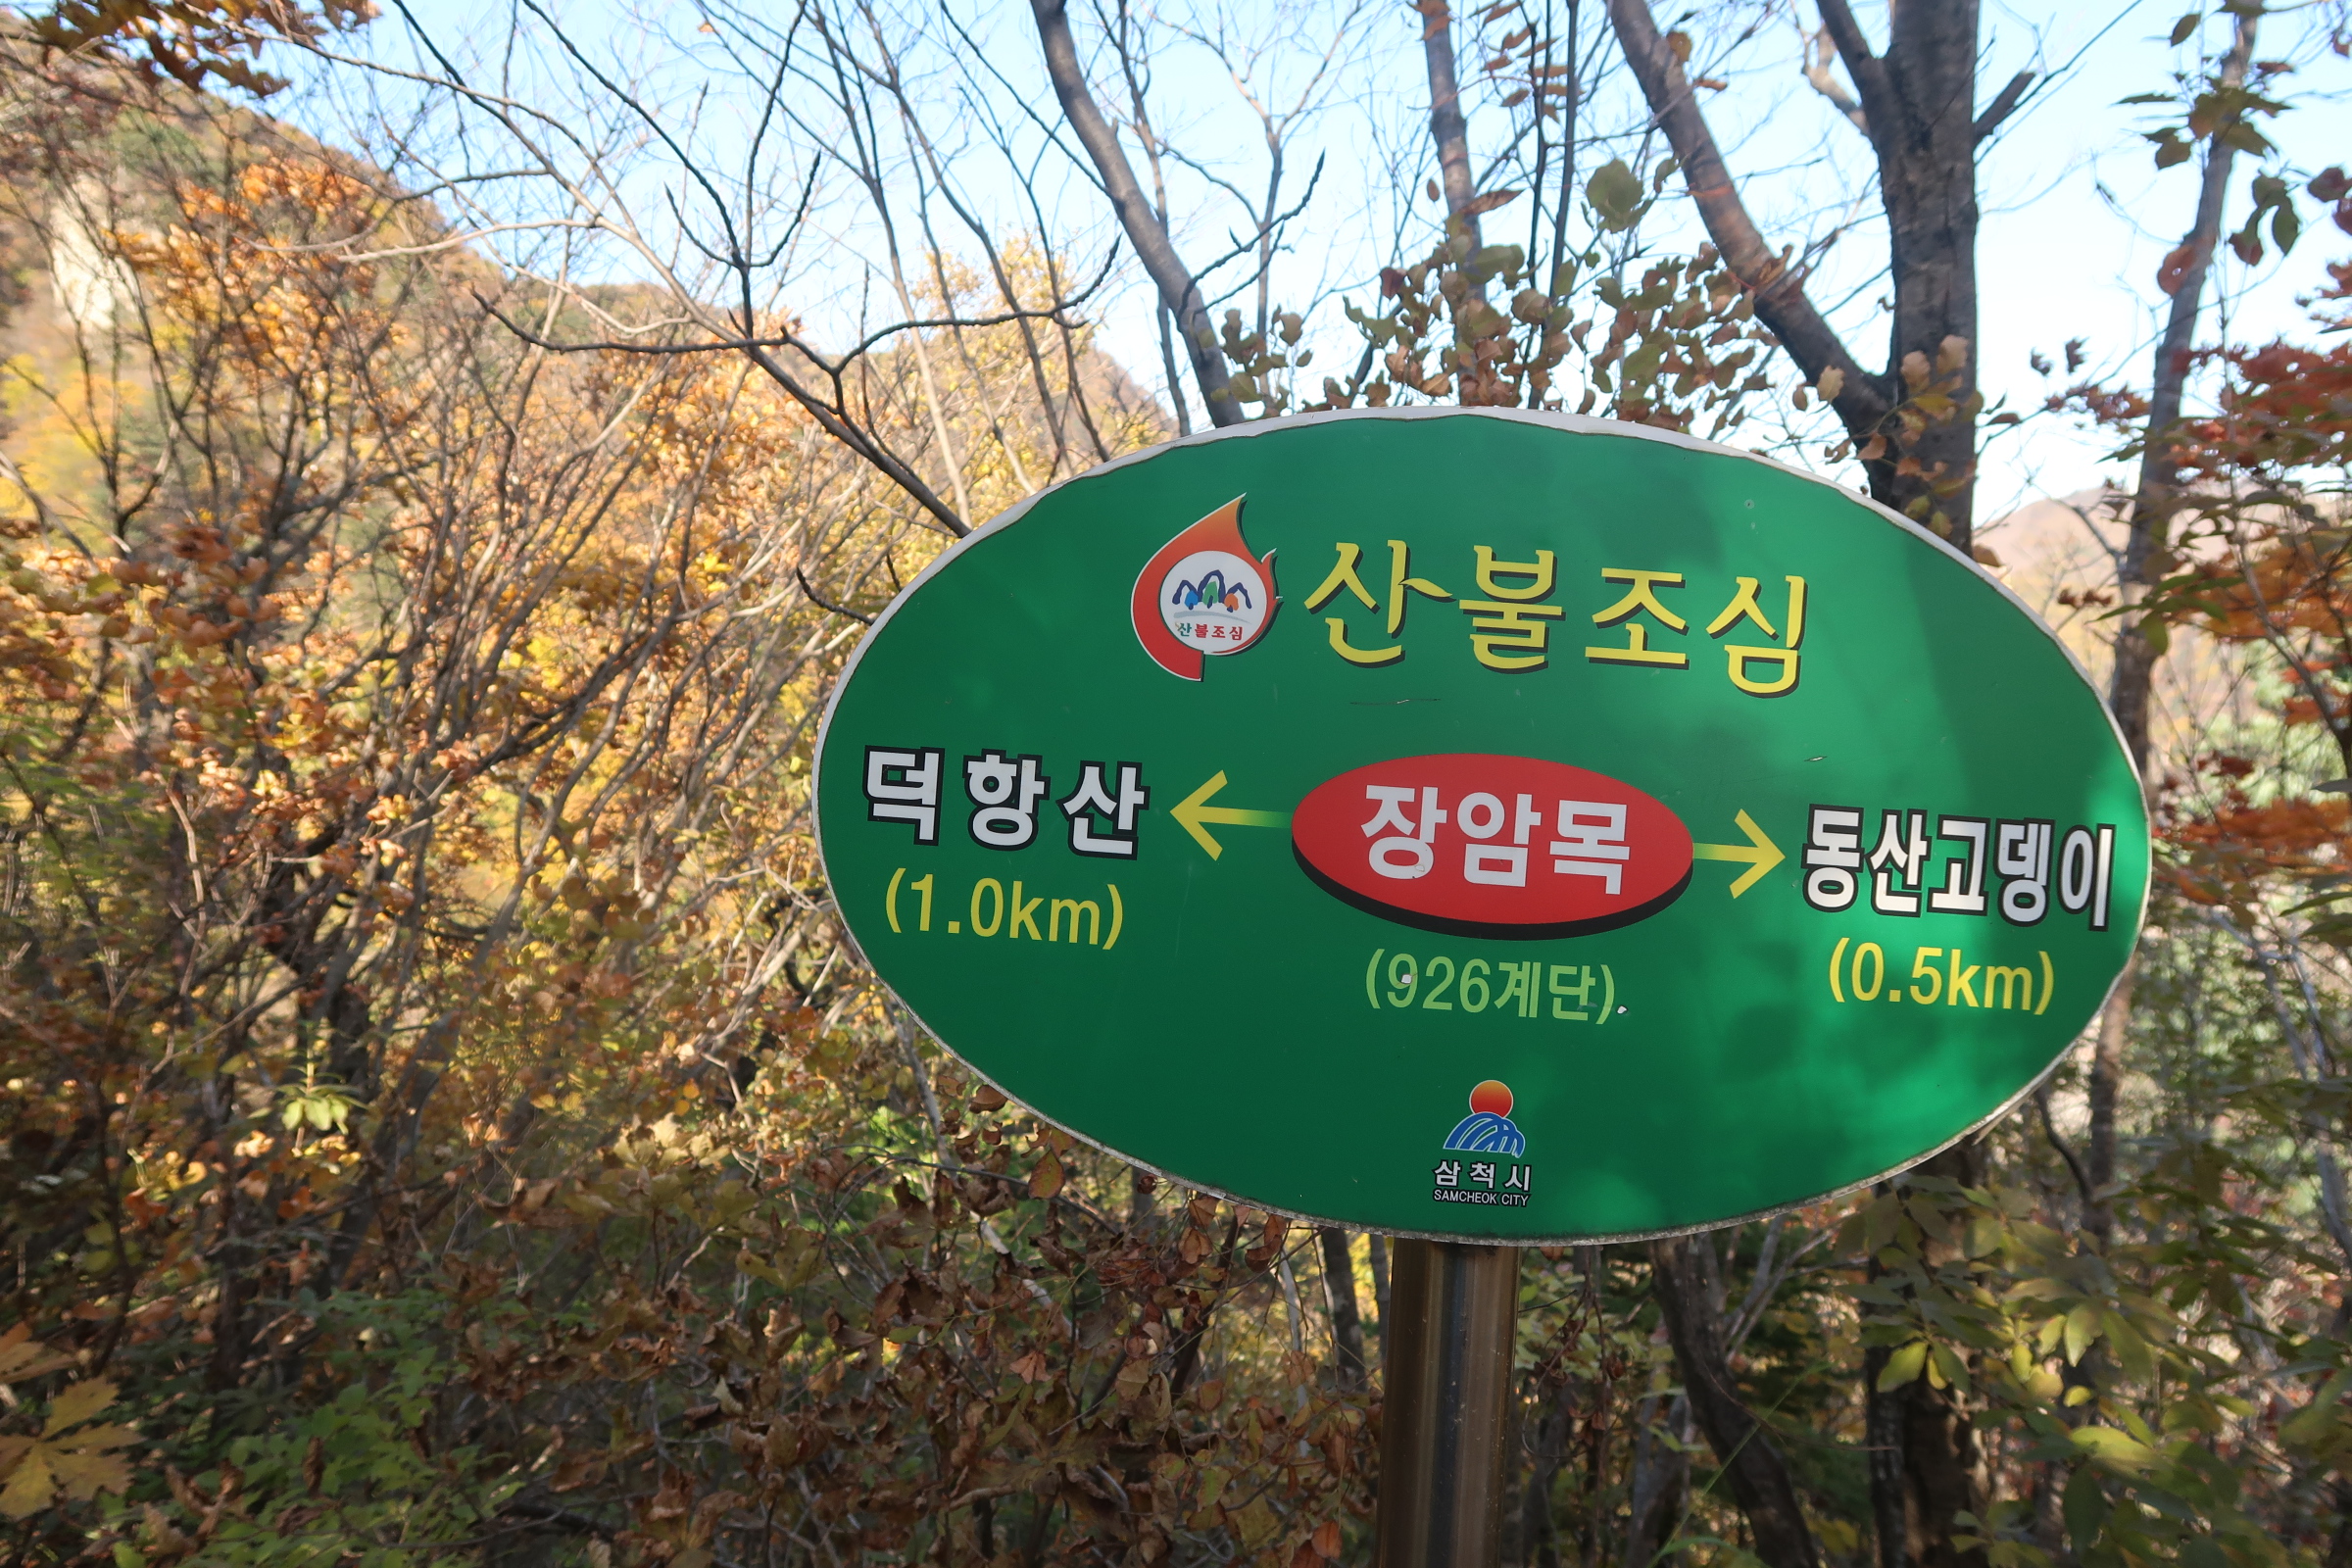 산불조심
산불조심
덕항산 ← 장암목 → 동산고뎅이
(1.0km) (926계단) (0.5km)
삼척시
SAMCHEOK CITY